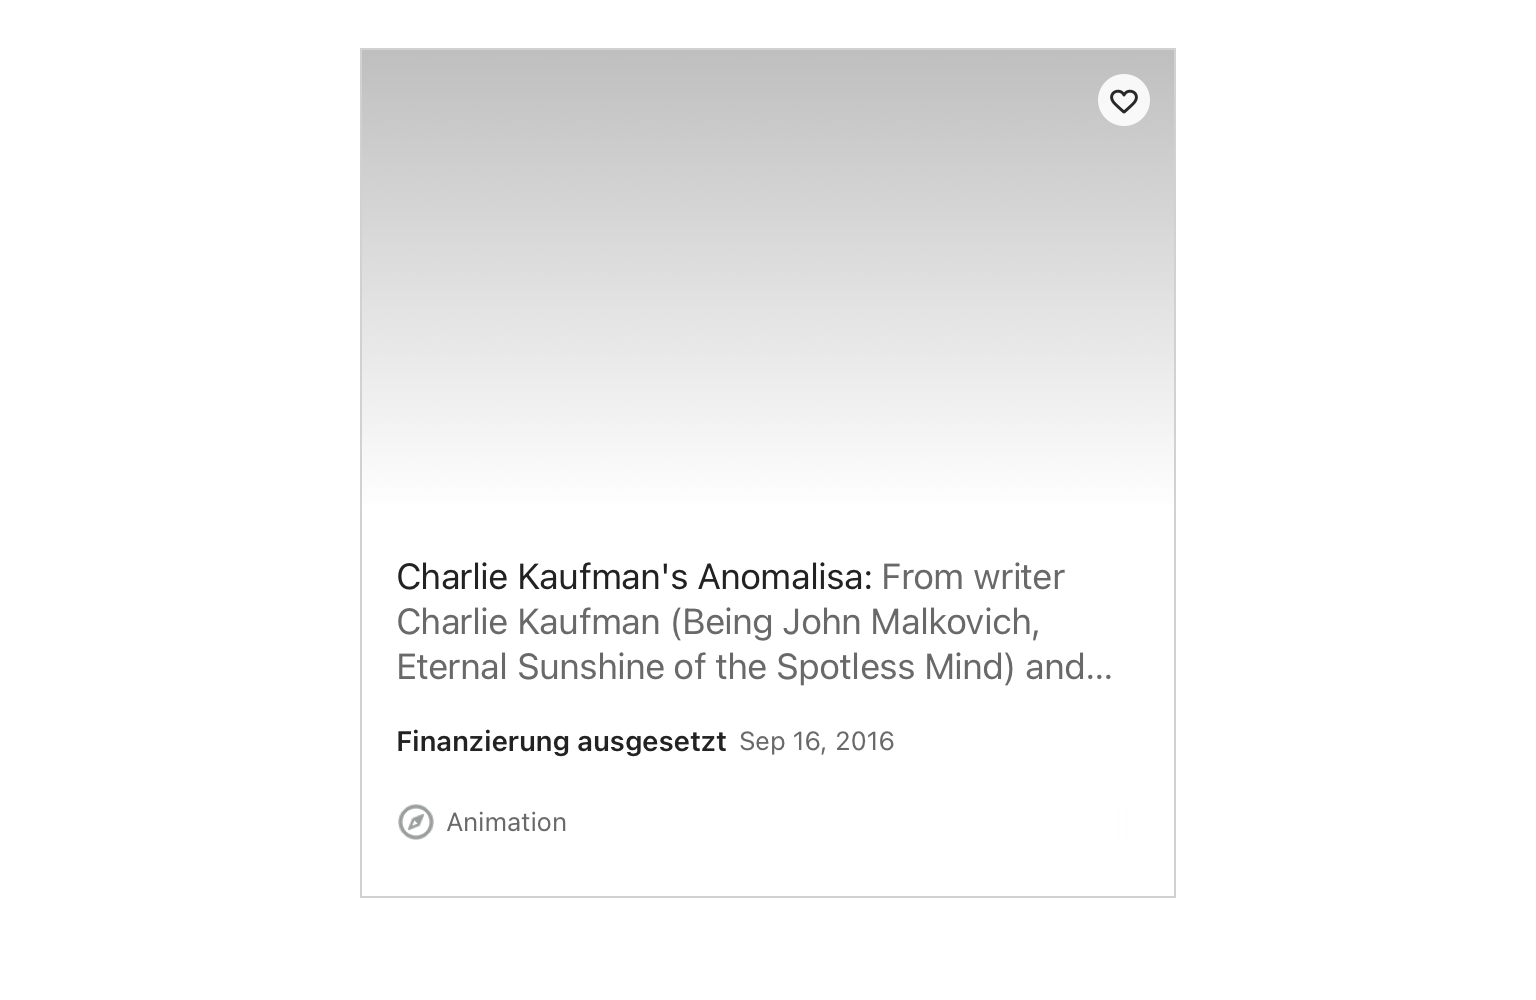 Charlie Kaufman's Anomalisa: From writer
Charlie Kaufman (Being John Malkovich,
Eternal Sunshine of the Spotless Mind) and...
Finanzierung ausgesetzt Sep 16, 2016
Animation